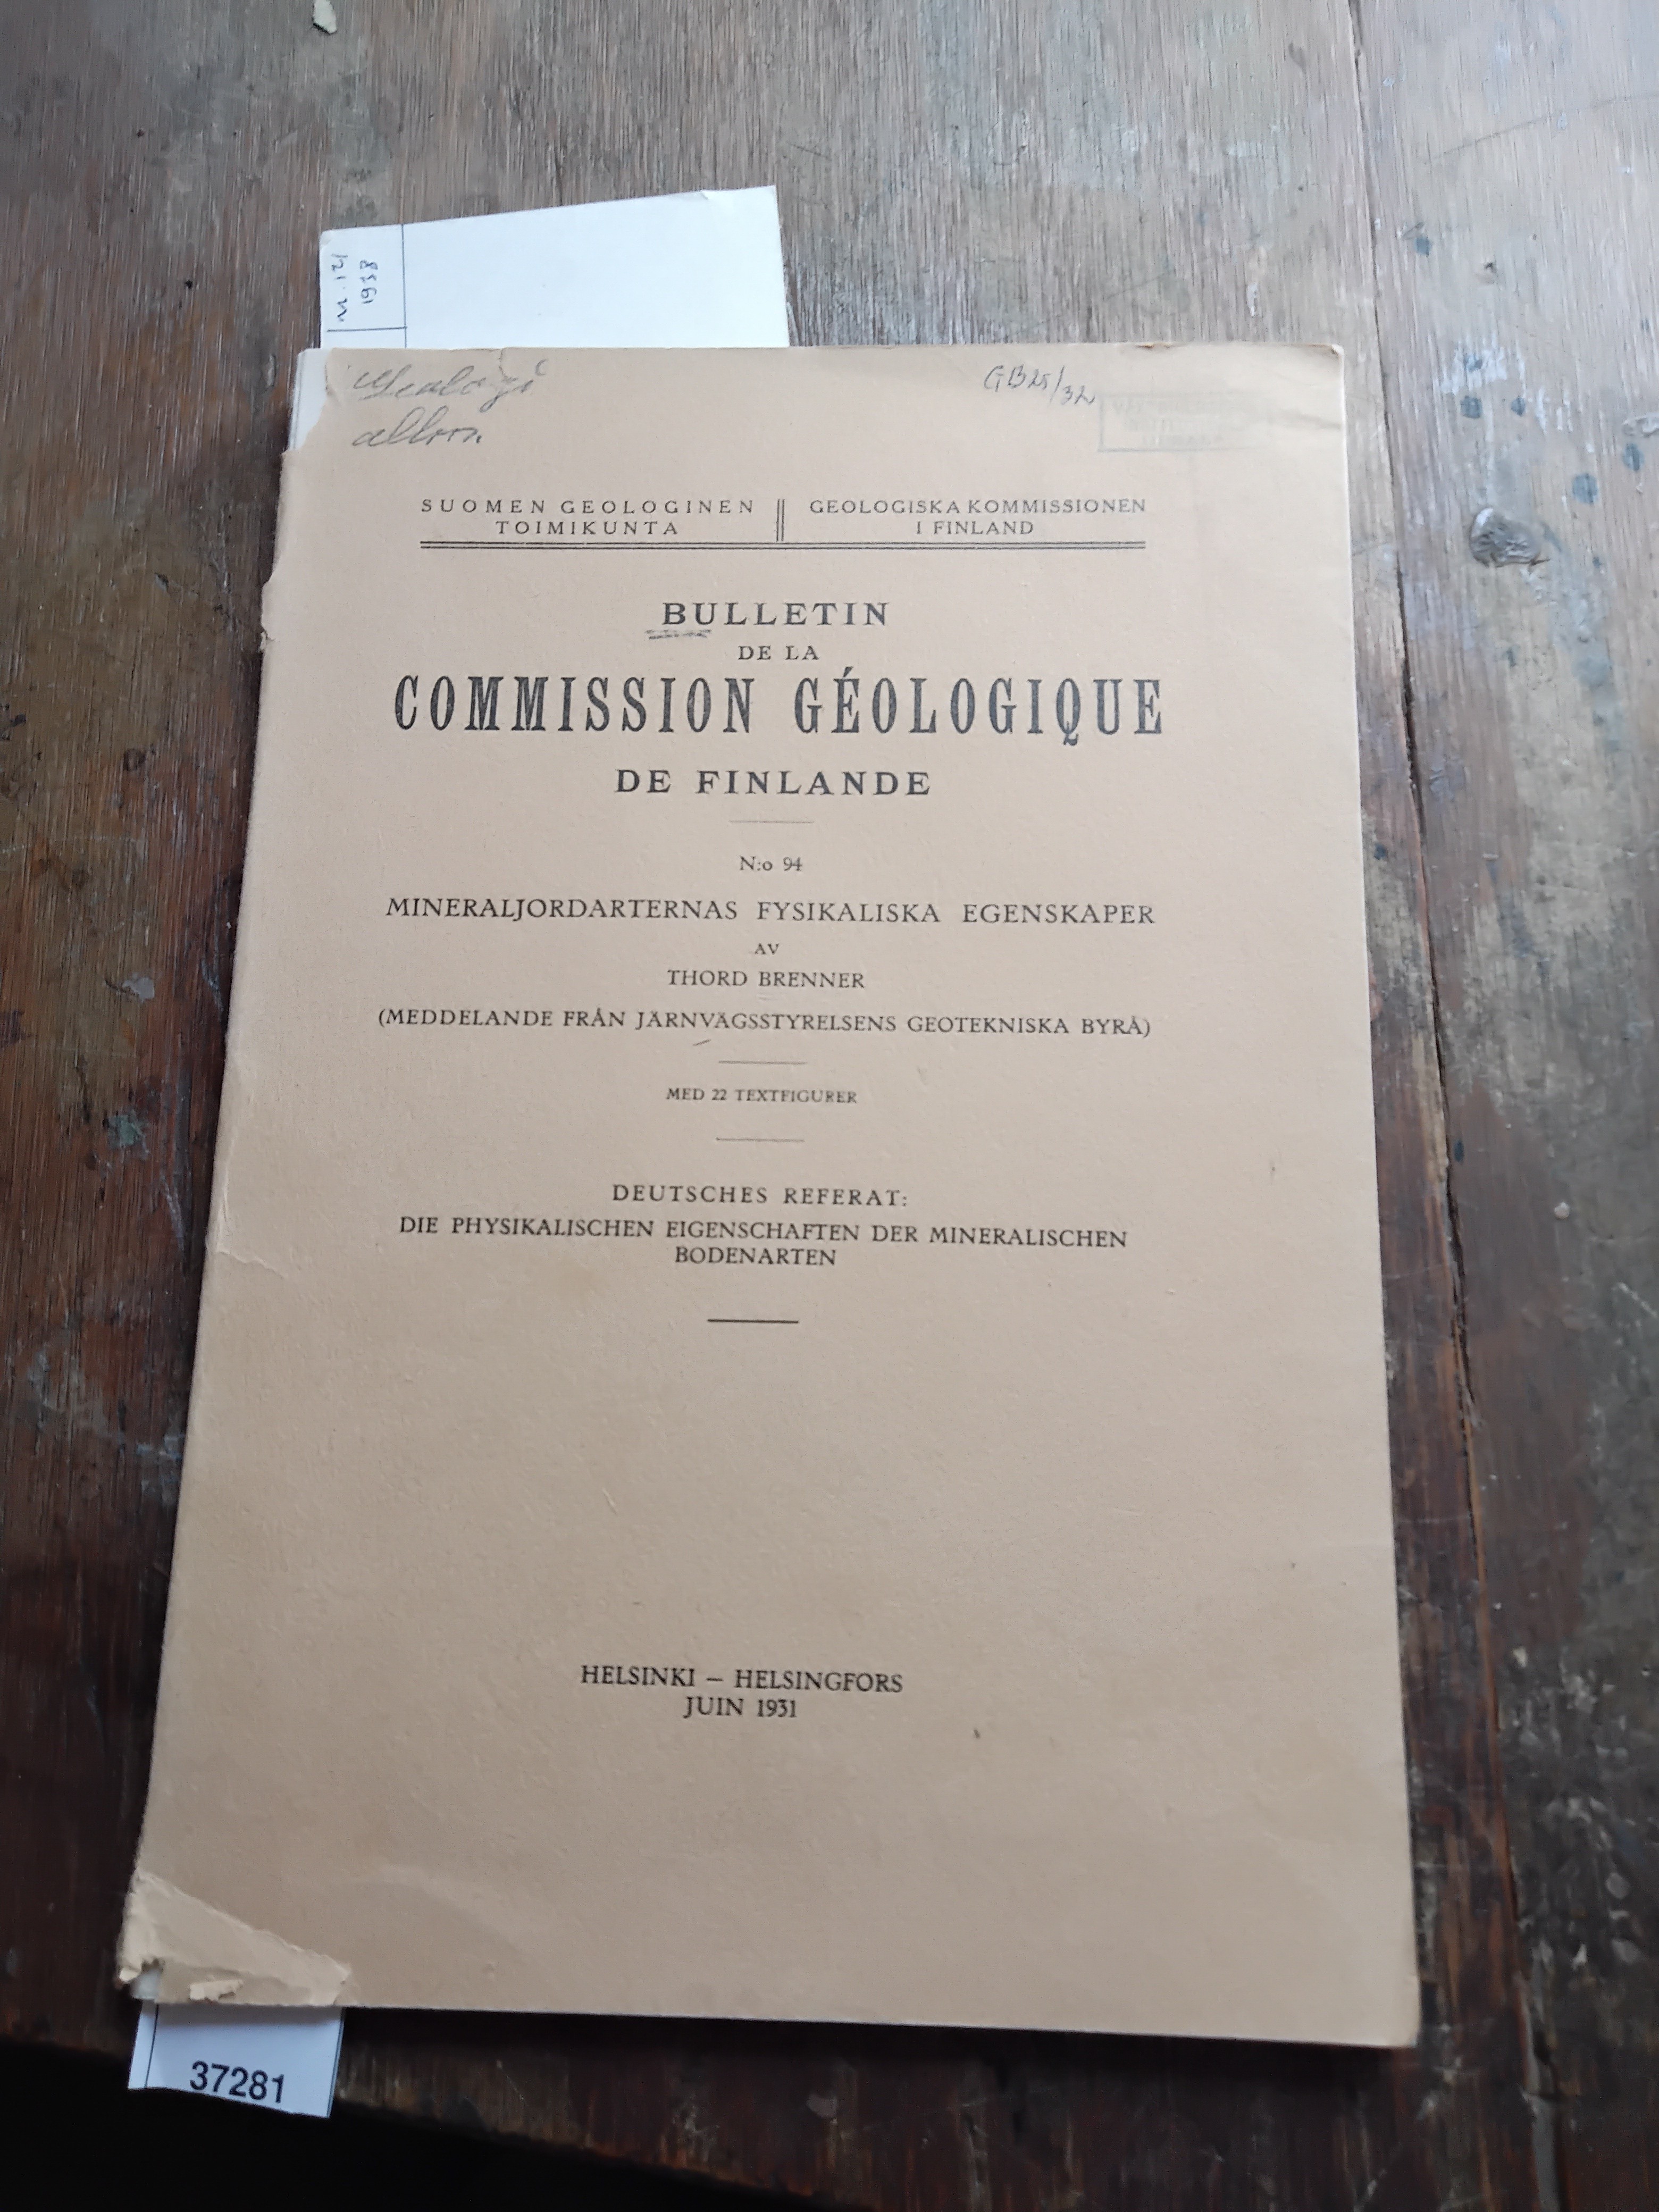 1938
GB25/32
SUOMEN GEOLOGINEN
TOIMIKUNTA
GEOLOGISKA KOMMISSIONEN
I FINLAND
BULLETIN
DE LA
COMMISSION GÉOLOGIQUE
DE FINLANDE
N:o 94
MINERALJORDARTERNAS FYSIKALISKA EGENSKAPER
AV
THORD BRENNER
(MEDDELANDE FRÅN JÄRNVÄGSSTYRELSENS GEOTEKNISKA BYRÅ)
MED 22 TEXTFIGURER
DEUTSCHES REFERAT:
DIE PHYSIKALISCHEN EIGENSCHAFTEN DER MINERALISCHEN
BODENARTEN
HELSINKI – HELSINGFORS
JUIN 1931
37281